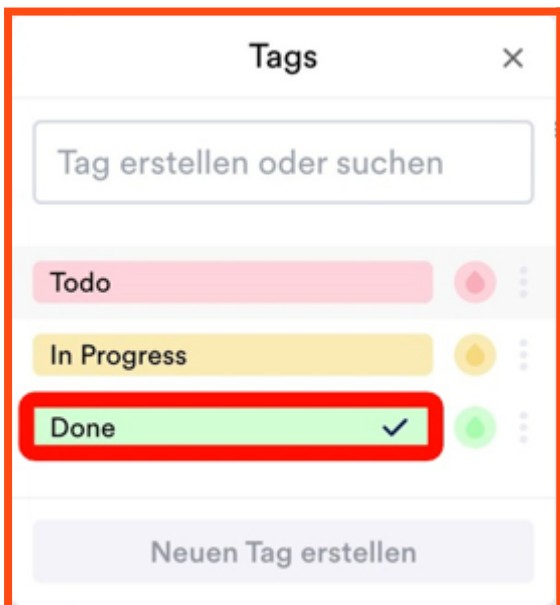 Tags
Tag erstellen oder suchen
Todo
In Progress
Done
Neuen Tag erstellen